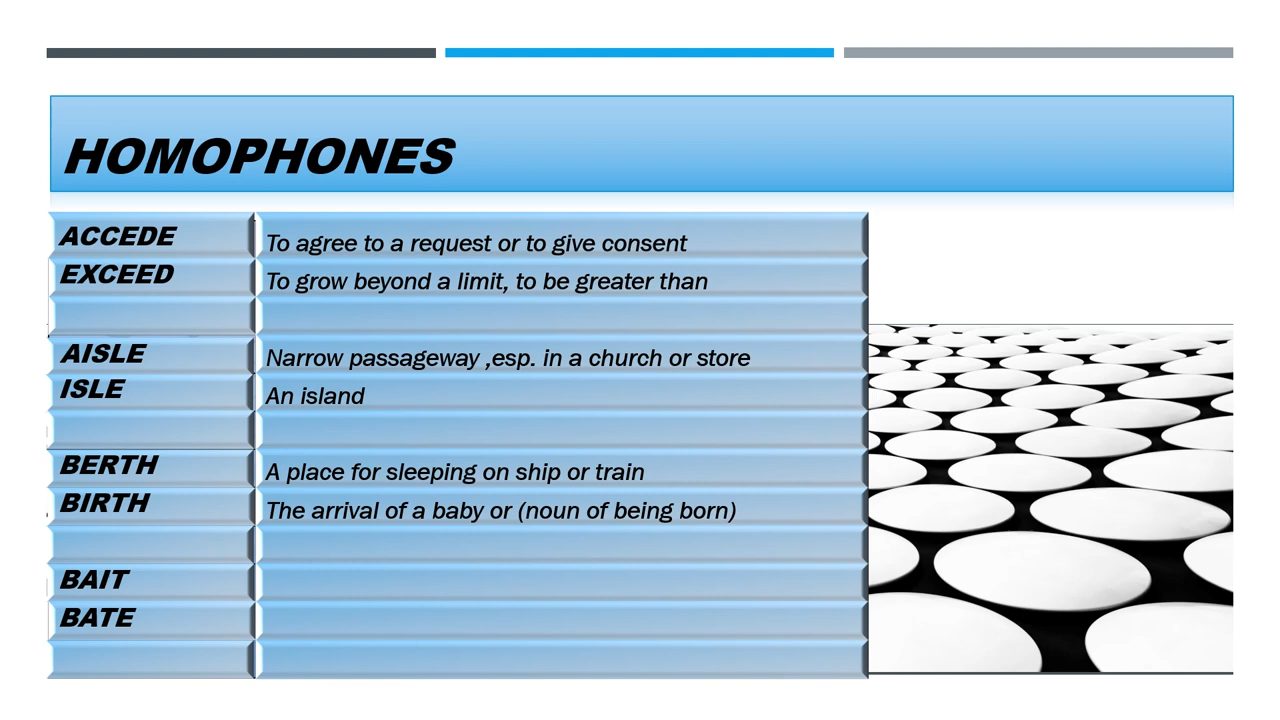 HOMOPHONES
ACCEDE To agree to a request or to give consent
EXCEED To grow beyond a limit, to be greater than
AISLE Narrow passageway ,esp. in a church or store
ISLE An island
BERTH A place for sleeping on ship or train
BIRTH The arrival of a baby or (noun of being born)
BAIT
BATE